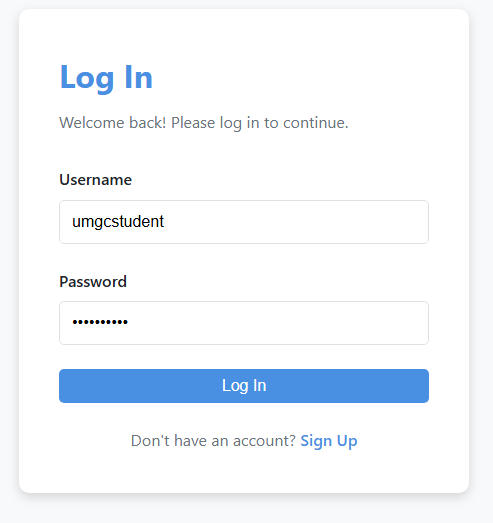 Log In
Welcome back! Please log in to continue.
Username
umgcstudent
Password
••••••••••
Log In
Don't have an account? Sign Up